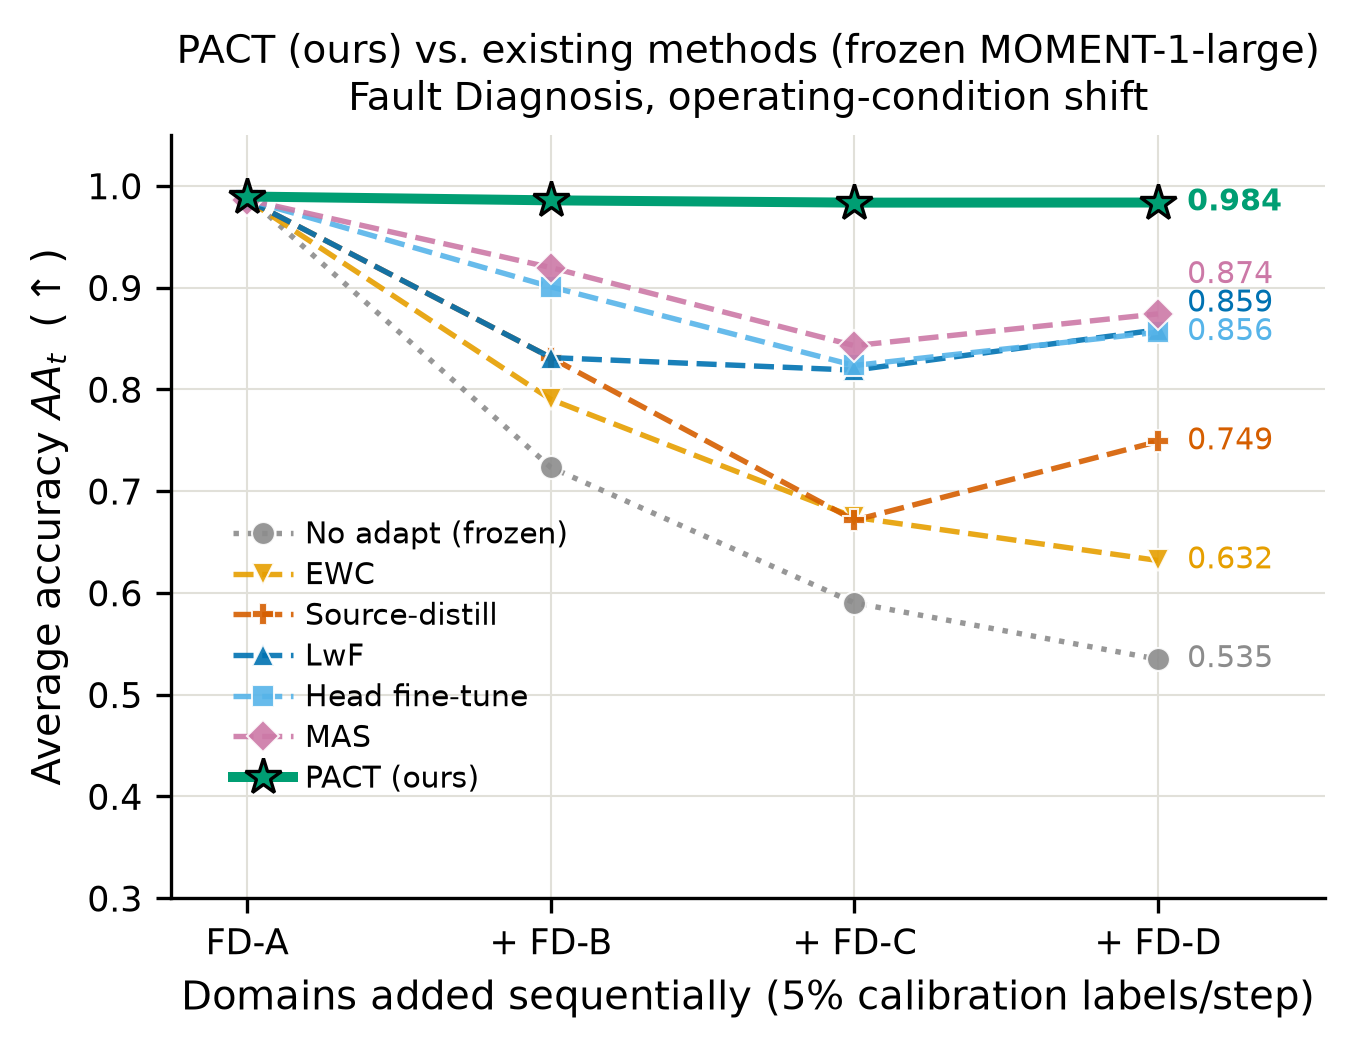 PACT (ours) vs. existing methods (frozen MOMENT-1-large)
Fault Diagnosis, operating-condition shift
Average accuracy AAₜ (↑)
1.0
0.9
0.8
0.7
0.6
0.5
0.4
0.3
0.984
0.874
0.859
0.856
0.749
0.632
0.535
No adapt (frozen)
EWC
Source-distill
LwF
Head fine-tune
MAS
PACT (ours)
FD-A
+ FD-B
+ FD-C
+ FD-D
Domains added sequentially (5% calibration labels/step)